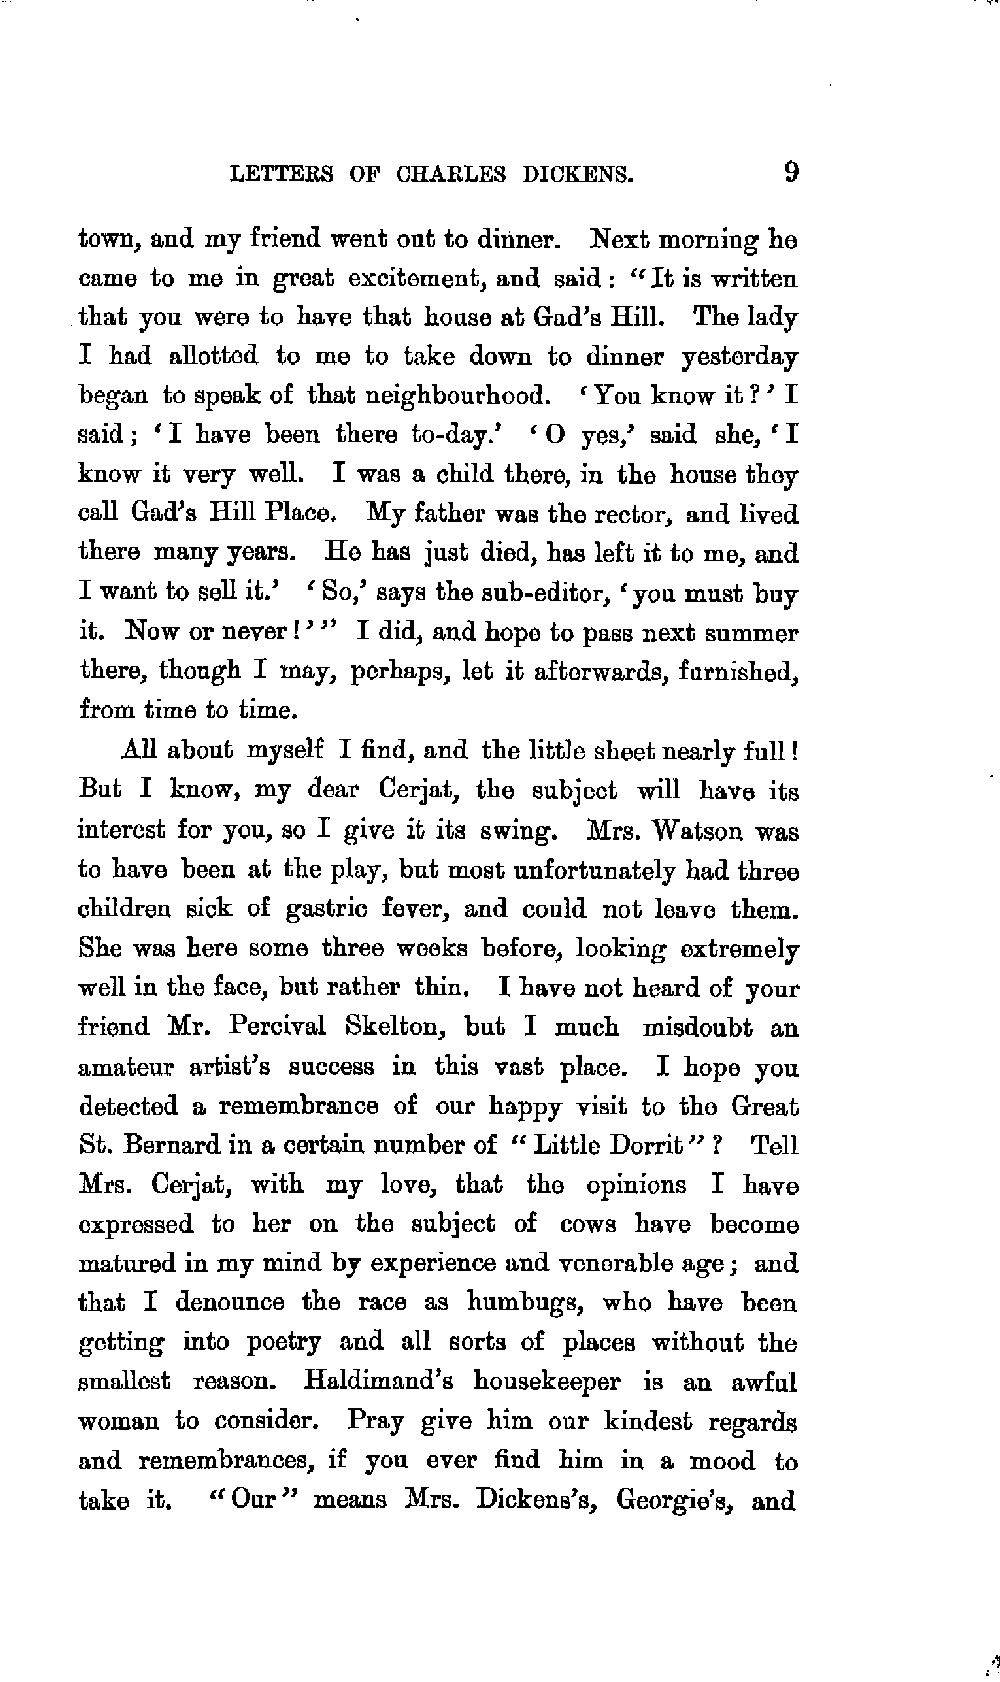 LETTERS OF CHARLES DICKENS. 9
town, and my friend went out to dinner. Next morning he
came to me in great excitement, and said: “It is written
that you were to have that house at Gad’s Hill. The lady
I had allotted to me to take down to dinner yesterday
began to speak of that neighbourhood. ‘You know it?’ I
said; ‘I have been there to-day.’ ‘O yes,’ said she, ‘I
know it very well. I was a child there, in the house they
call Gad’s Hill Place. My father was the rector, and lived
there many years. He has just died, has left it to me, and
I want to sell it.’ ‘So,’ says the sub-editor, ‘you must buy
it. Now or never!’” I did, and hope to pass next summer
there, though I may, perhaps, let it afterwards, furnished,
from time to time.
All about myself I find, and the little sheet nearly full!
But I know, my dear Cerjat, the subject will have its
interest for you, so I give it its swing. Mrs. Watson was
to have been at the play, but most unfortunately had three
children sick of gastric fever, and could not leave them.
She was here some three weeks before, looking extremely
well in the face, but rather thin. I have not heard of your
friend Mr. Percival Skelton, but I much misdoubt an
amateur artist’s success in this vast place. I hope you
detected a remembrance of our happy visit to the Great
St. Bernard in a certain number of “Little Dorrit”? Tell
Mrs. Cerjat, with my love, that the opinions I have
expressed to her on the subject of cows have become
matured in my mind by experience and venerable age; and
that I denounce the race as humbugs, who have been
getting into poetry and all sorts of places without the
smallest reason. Haldimand’s housekeeper is an awful
woman to consider. Pray give him our kindest regards
and remembrances, if you ever find him in a mood to
take it. “Our” means Mrs. Dickens’s, Georgie’s, and